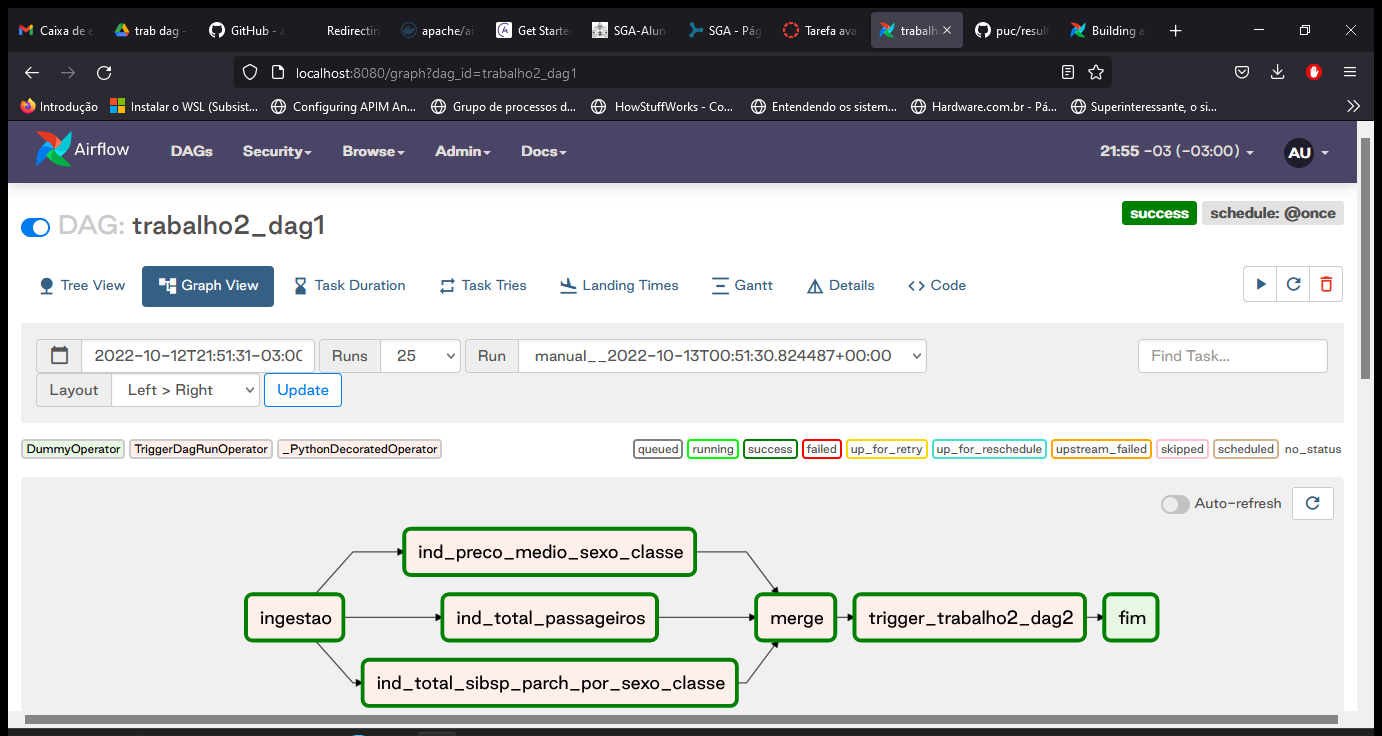 Caixa de e
trab dag -
GitHub - a
Redirectin
apache/ai
Get Starte
SGA-Alun
SGA - Pág
Tarefa ava
trabalh
puc/result
Building a
localhost:8080/graph?dag_id=trabalho2_dag1
Introdução
Instalar o WSL (Subsist...
Configuring APIM An...
Grupo de processos d...
HowStuffWorks - Co...
Entendendo os sistem...
Hardware.com.br - Pá...
Superinteressante, o si...
Airflow
DAGs
Security
Browse
Admin
Docs
21:55 -03 (-03:00)
AU
DAG: trabalho2_dag1
success
schedule: @once
Tree View
Graph View
Task Duration
Task Tries
Landing Times
Gantt
Details
Code
2022-10-12T21:51:31-03:00
Runs
25
Run
manual__2022-10-13T00:51:30.824487+00:00
Find Task...
Layout
Left > Right
Update
DummyOperator
TriggerDagRunOperator
_PythonDecoratedOperator
queued
running
success
failed
up_for_retry
up_for_reschedule
upstream_failed
skipped
scheduled
no_status
Auto-refresh
ind_preco_medio_sexo_classe
ingestao
ind_total_passageiros
merge
trigger_trabalho2_dag2
fim
ind_total_sibsp_parch_por_sexo_classe